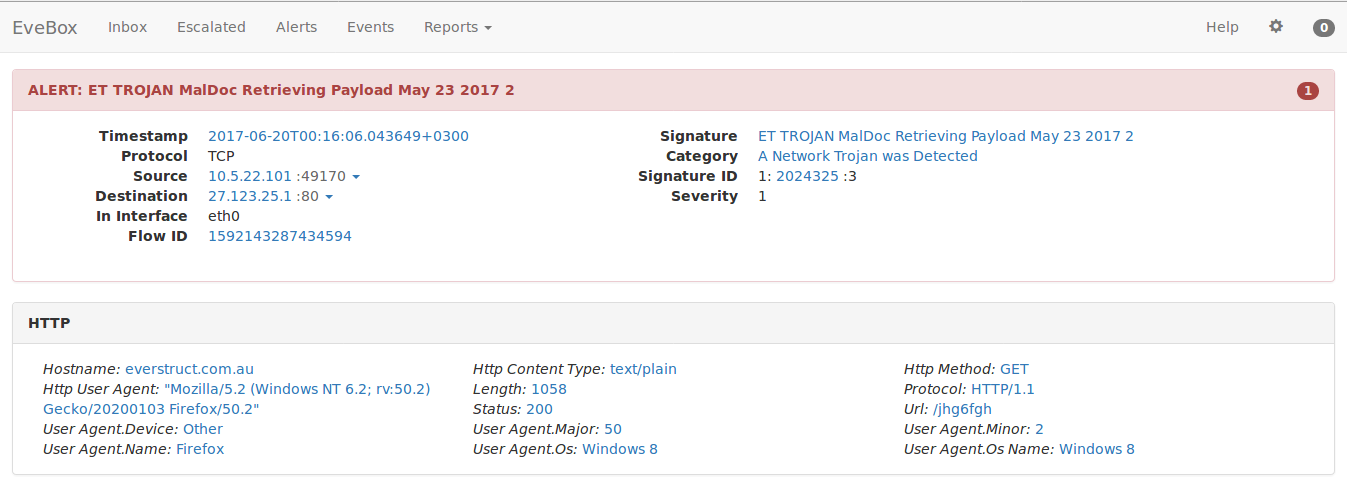 EveBox Inbox Escalated Alerts Events Reports Help 0
ALERT: ET TROJAN MalDoc Retrieving Payload May 23 2017 2 1
Timestamp 2017-06-20T00:16:06.043649+0300 Signature ET TROJAN MalDoc Retrieving Payload May 23 2017 2
Protocol TCP Category A Network Trojan was Detected
Source 10.5.22.101 :49170 Signature ID 1: 2024325 :3
Destination 27.123.25.1 :80 Severity 1
In Interface eth0
Flow ID 1592143287434594
HTTP
Hostname: everstruct.com.au Http Content Type: text/plain Http Method: GET
Http User Agent: "Mozilla/5.2 (Windows NT 6.2; rv:50.2) Length: 1058 Protocol: HTTP/1.1
Gecko/20200103 Firefox/50.2" Status: 200 Url: /jhg6fgh
User Agent.Device: Other User Agent.Major: 50 User Agent.Minor: 2
User Agent.Name: Firefox User Agent.Os: Windows 8 User Agent.Os Name: Windows 8